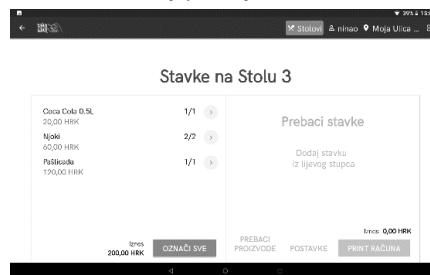 39%
Stolovi ninao Moja Ulica ...
Stavke na Stolu 3
Coca Cola 0.5L 1/1
20,00 HRK
Njoki 2/2
60,00 HRK
Pašticada 1/1
120,00 HRK
Prebaci stavke
Dodaj stavku
iz lijevog stupca
Iznos
200,00 HRK
OZNAČI SVE
Iznos 0,00 HRK
PREBACI
PROIZVODE
POSTAVKE
PRINT RAČUNA